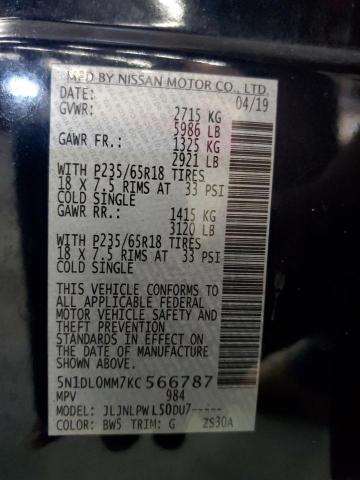 MFD BY NISSAN MOTOR CO., LTD.
DATE: 04/19
GVWR: 2715 KG
5986 LB
GAWR FR.: 1325 KG
2921 LB
WITH P235/65R18 TIRES
18 X 7.5 RIMS AT 33 PSI
COLD SINGLE
GAWR RR.: 1415 KG
3120 LB
WITH P235/65R18 TIRES
18 X 7.5 RIMS AT 33 PSI
COLD SINGLE
THIS VEHICLE CONFORMS TO
ALL APPLICABLE FEDERAL
MOTOR VEHICLE SAFETY AND
THEFT PREVENTION
STANDARDS IN EFFECT ON
THE DATE OF MANUFACTURE
SHOWN ABOVE.
5N1DL0MM7KC566787
MPV 984
MODEL: JLJNLPWL50DU7-----
COLOR: BW5 TRIM: G ZS30A